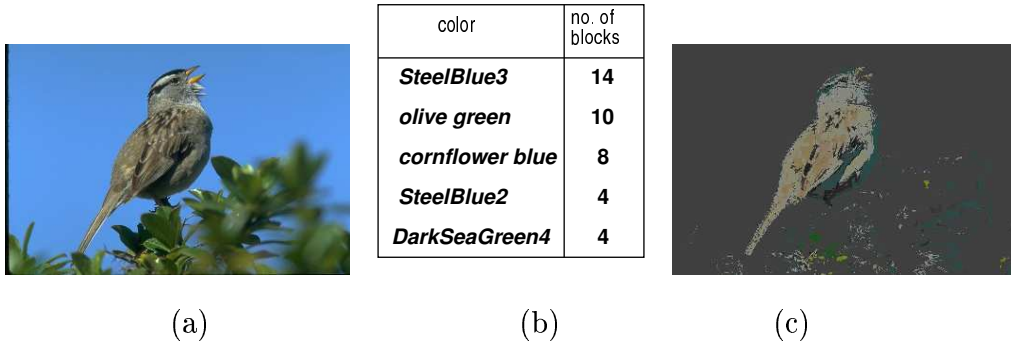 color no. of
blocks
SteelBlue3 14
olive green 10
cornflower blue 8
SteelBlue2 4
DarkSeaGreen4 4
(a) (b) (c)